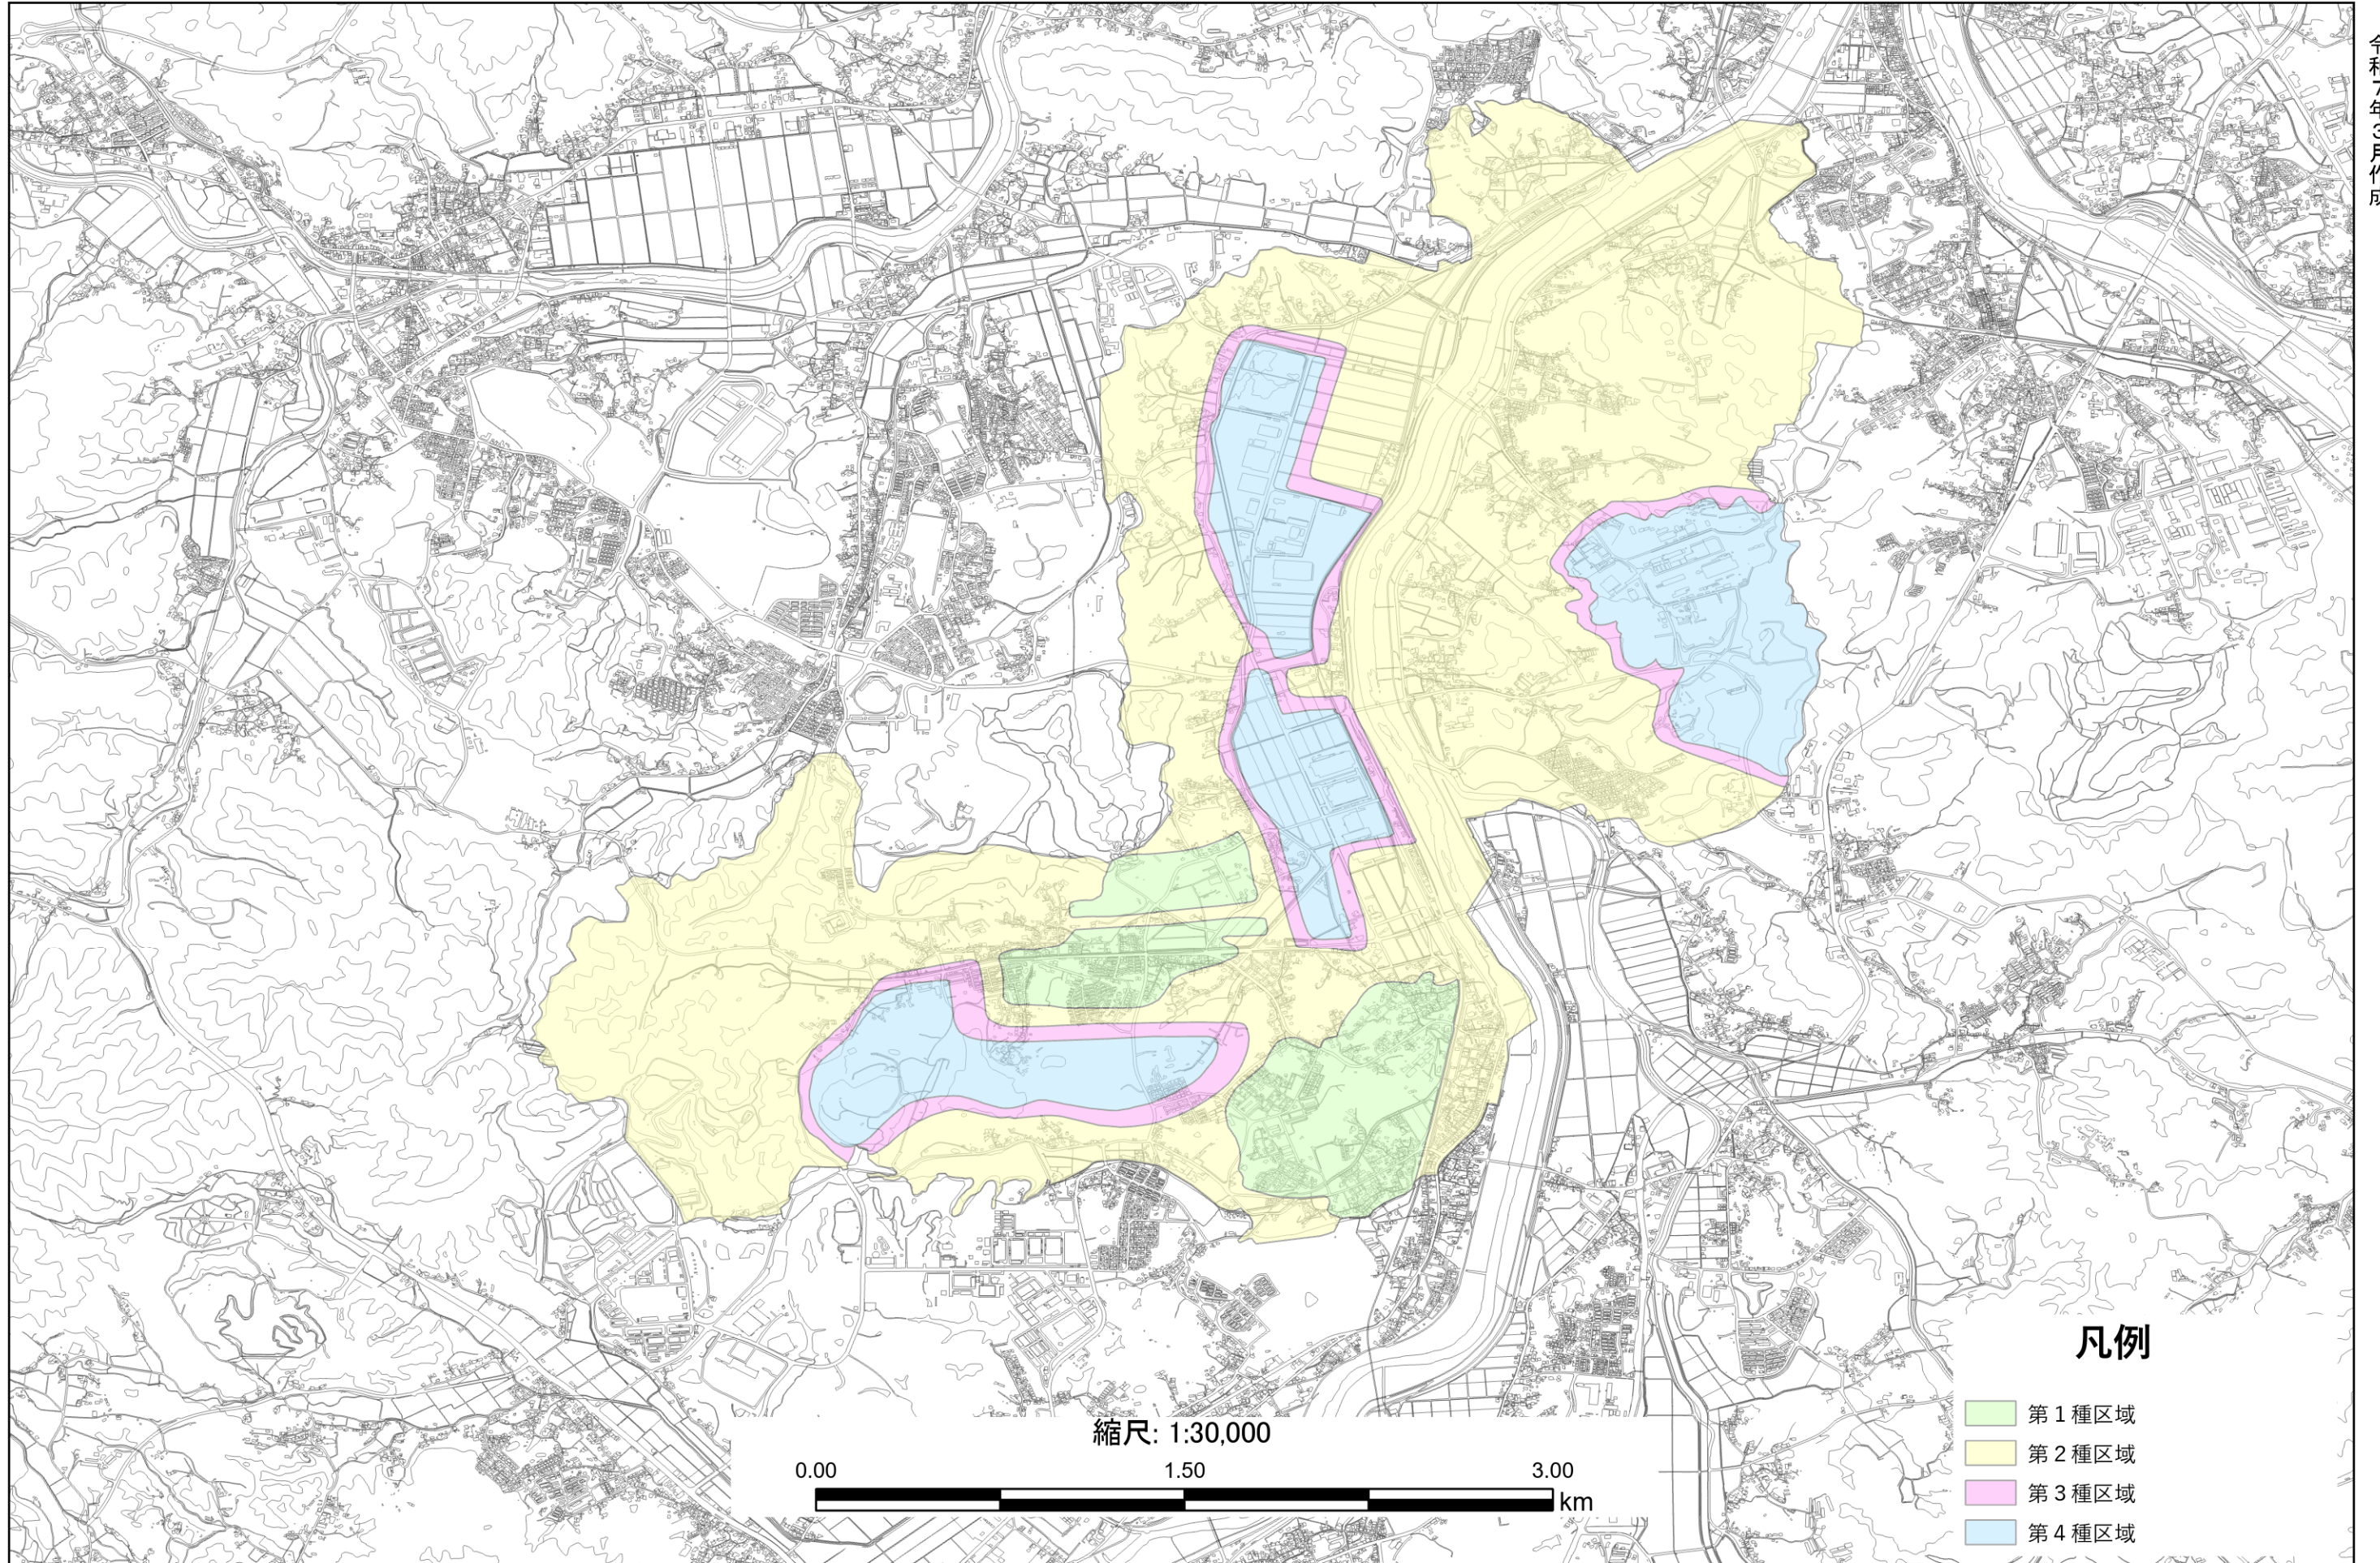 令和７年３月作成
凡例
第１種区域
第２種区域
第３種区域
第４種区域
縮尺: 1:30,000
0.00 1.50 3.00
km